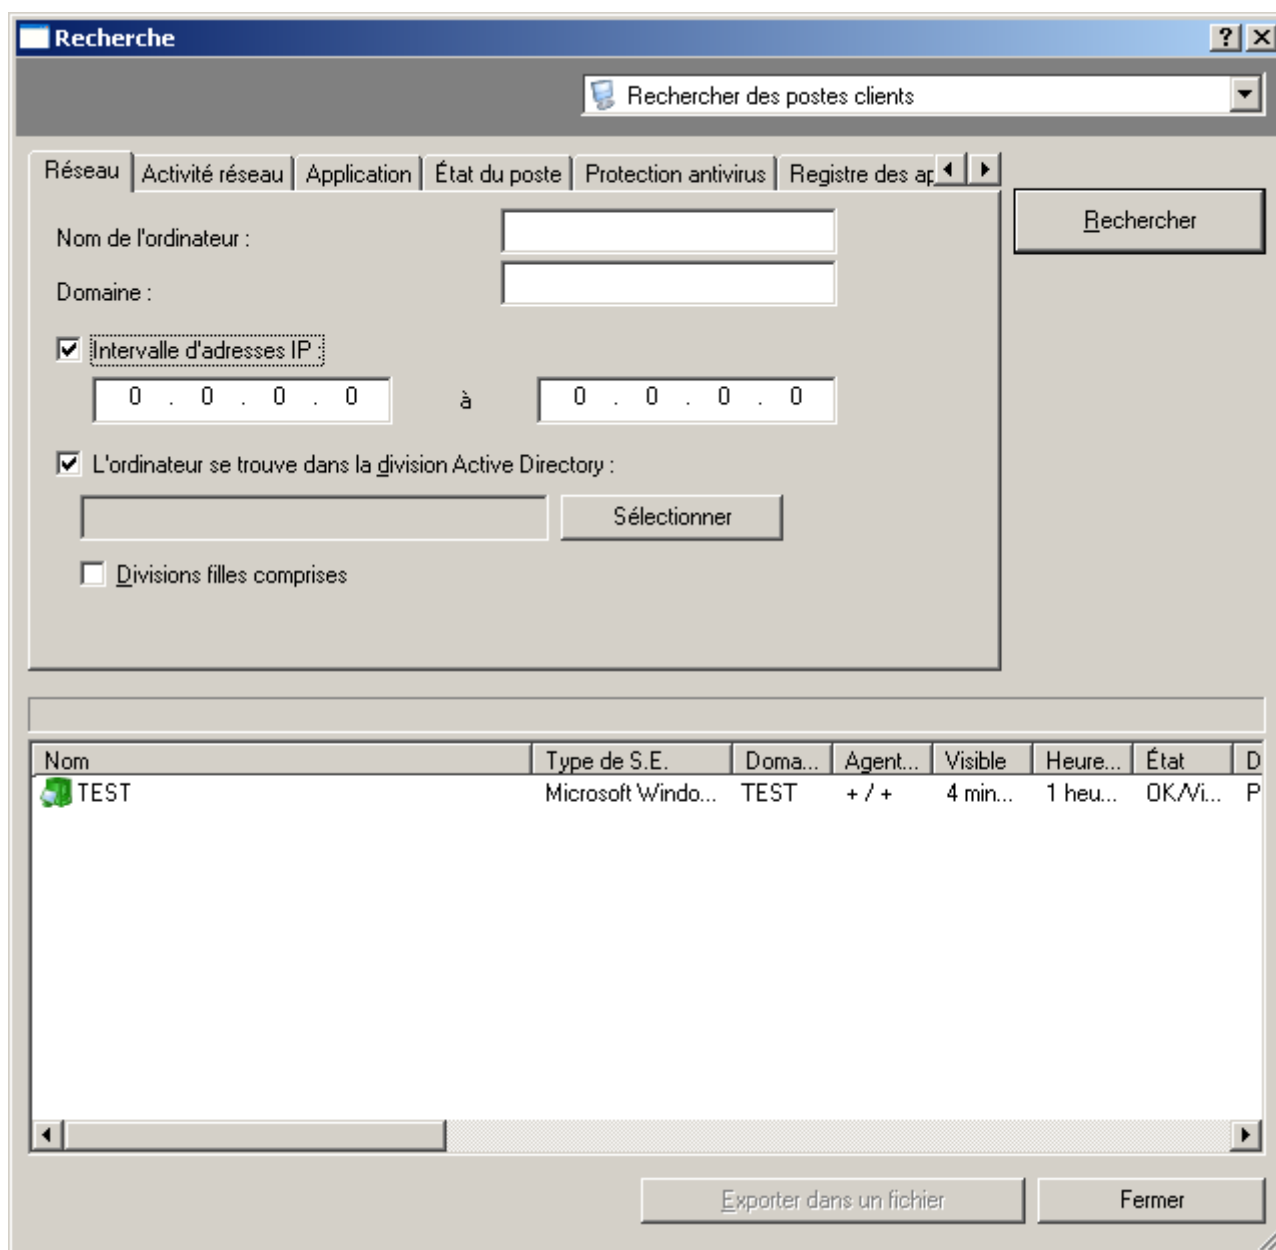 Recherche
Rechercher des postes clients
Réseau Activité réseau Application État du poste Protection antivirus Registre des ap
Rechercher
Nom de l'ordinateur :
Domaine :
Intervalle d'adresses IP :
0 . 0 . 0 . 0 à 0 . 0 . 0 . 0
L'ordinateur se trouve dans la division Active Directory :
Sélectionner
Divisions filles comprises
Nom Type de S.E. Doma... Agent... Visible Heure... État D
TEST Microsoft Windo... TEST + / + 4 min... 1 heu... OK/Vi... P
Exporter dans un fichier Fermer